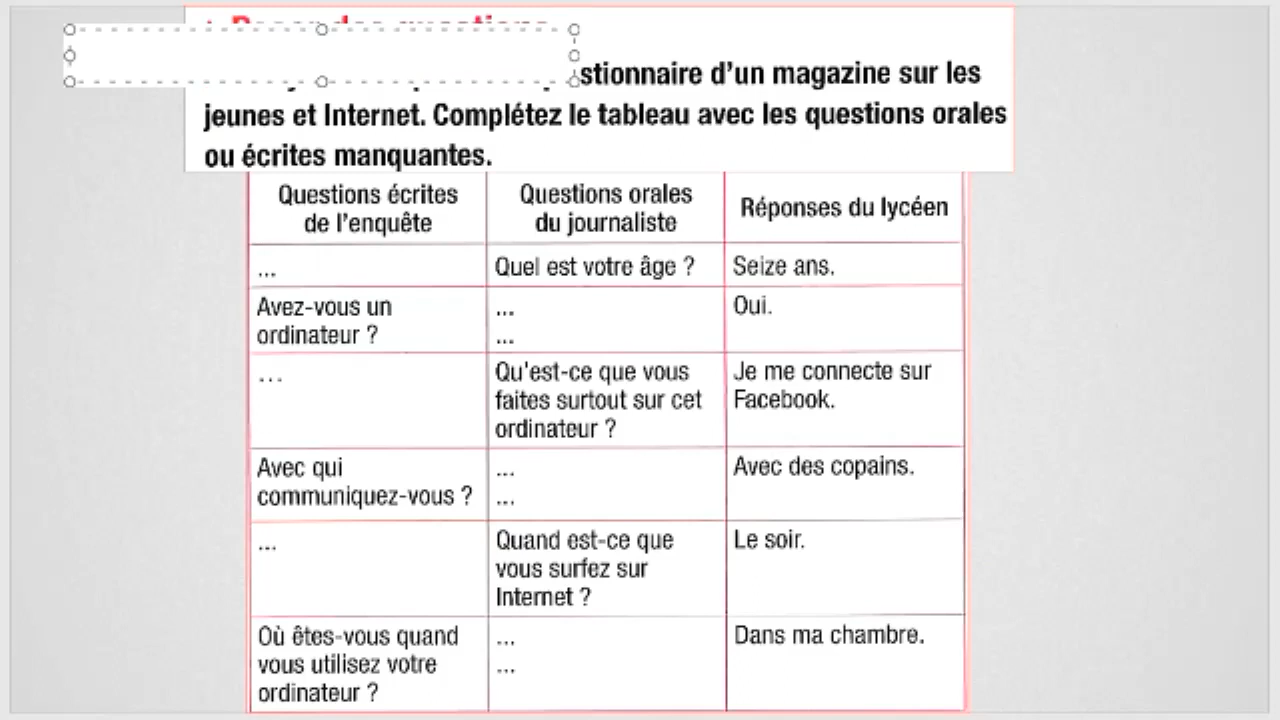 stionnaire d'un magazine sur les
jeunes et Internet. Complétez le tableau avec les questions orales
ou écrites manquantes.
Questions écrites
de l'enquête
Questions orales
du journaliste
Réponses du lycéen
...
Quel est votre âge ?
Seize ans.
Avez-vous un
ordinateur ?
...
...
Oui.
...
Qu'est-ce que vous
faites surtout sur cet
ordinateur ?
Je me connecte sur
Facebook.
Avec qui
communiquez-vous ?
...
...
Avec des copains.
...
Quand est-ce que
vous surfez sur
Internet ?
Le soir.
Où êtes-vous quand
vous utilisez votre
ordinateur ?
...
...
Dans ma chambre.